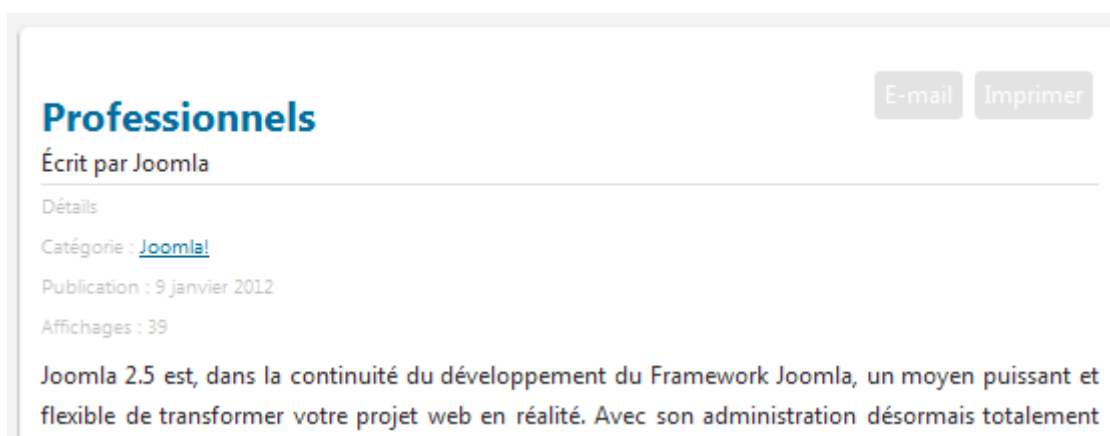 E-mail Imprimer
Professionnels
Écrit par Joomla
Détails
Catégorie : Joomla!
Publication : 9 janvier 2012
Affichages : 39
Joomla 2.5 est, dans la continuité du développement du Framework Joomla, un moyen puissant et
flexible de transformer votre projet web en réalité. Avec son administration désormais totalement